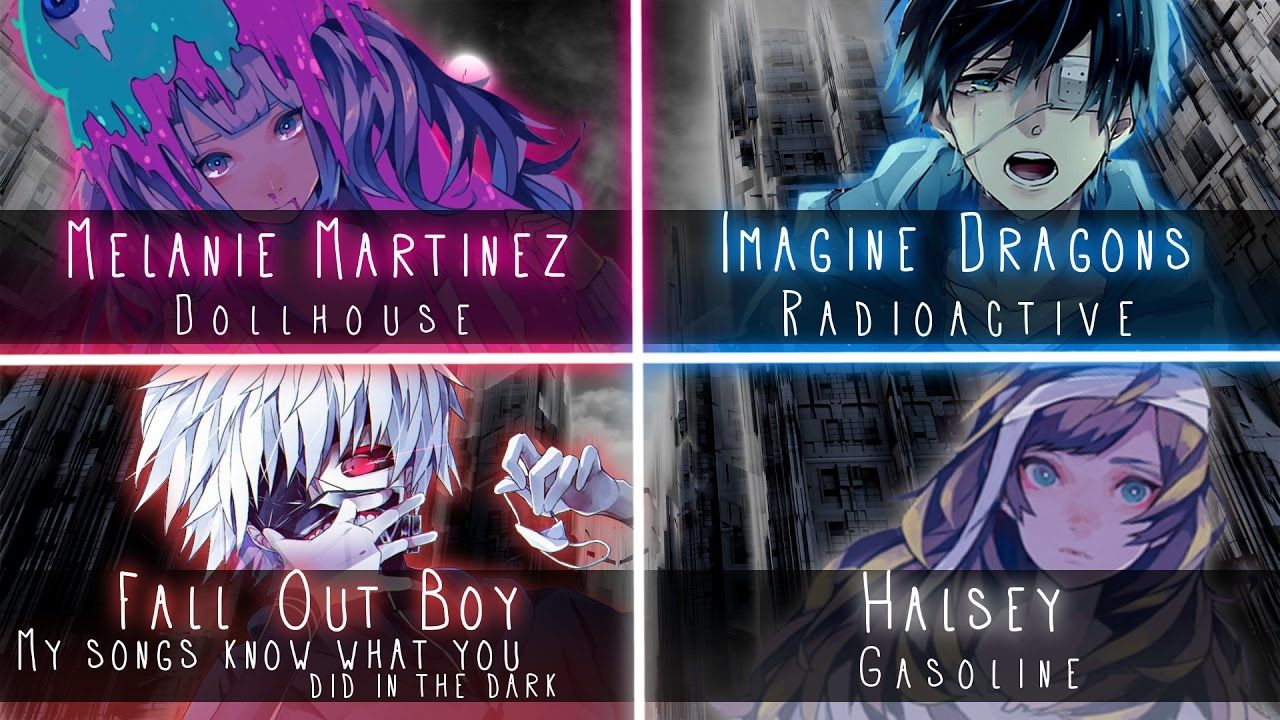 Melanie Martinez
Dollhouse
Imagine Dragons
Radioactive
Fall Out Boy
My songs know what you
did in the dark
Halsey
Gasoline